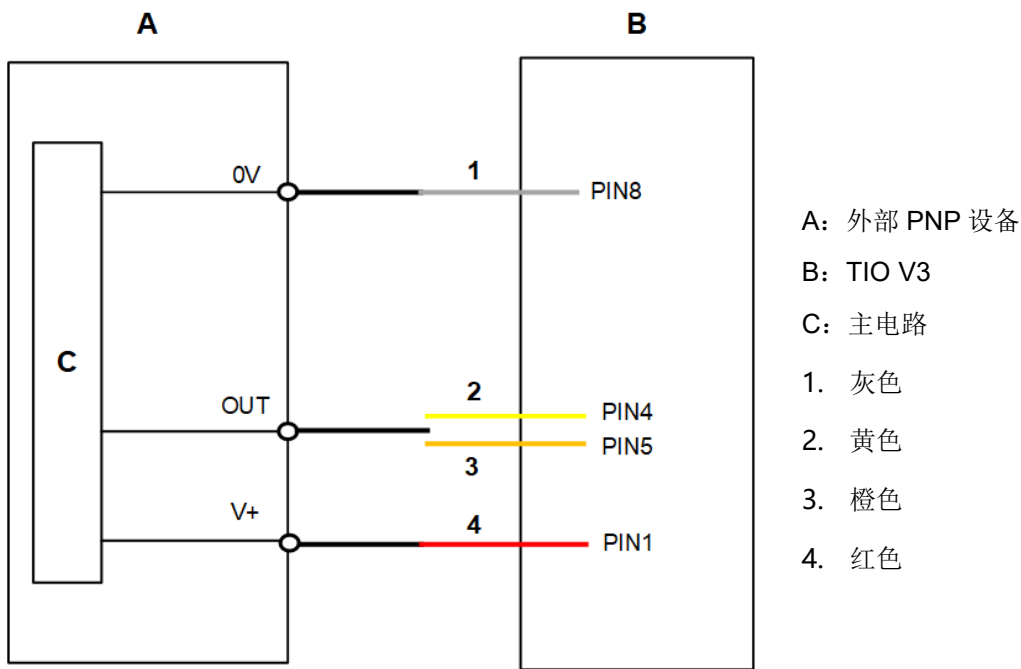 A
B
0V
1
PIN8
A：外部 PNP 设备
B：TIO V3
C：主电路
C
1. 灰色
OUT
2
PIN4
2. 黄色
3
PIN5
3. 橙色
V+
4
PIN1
4. 红色